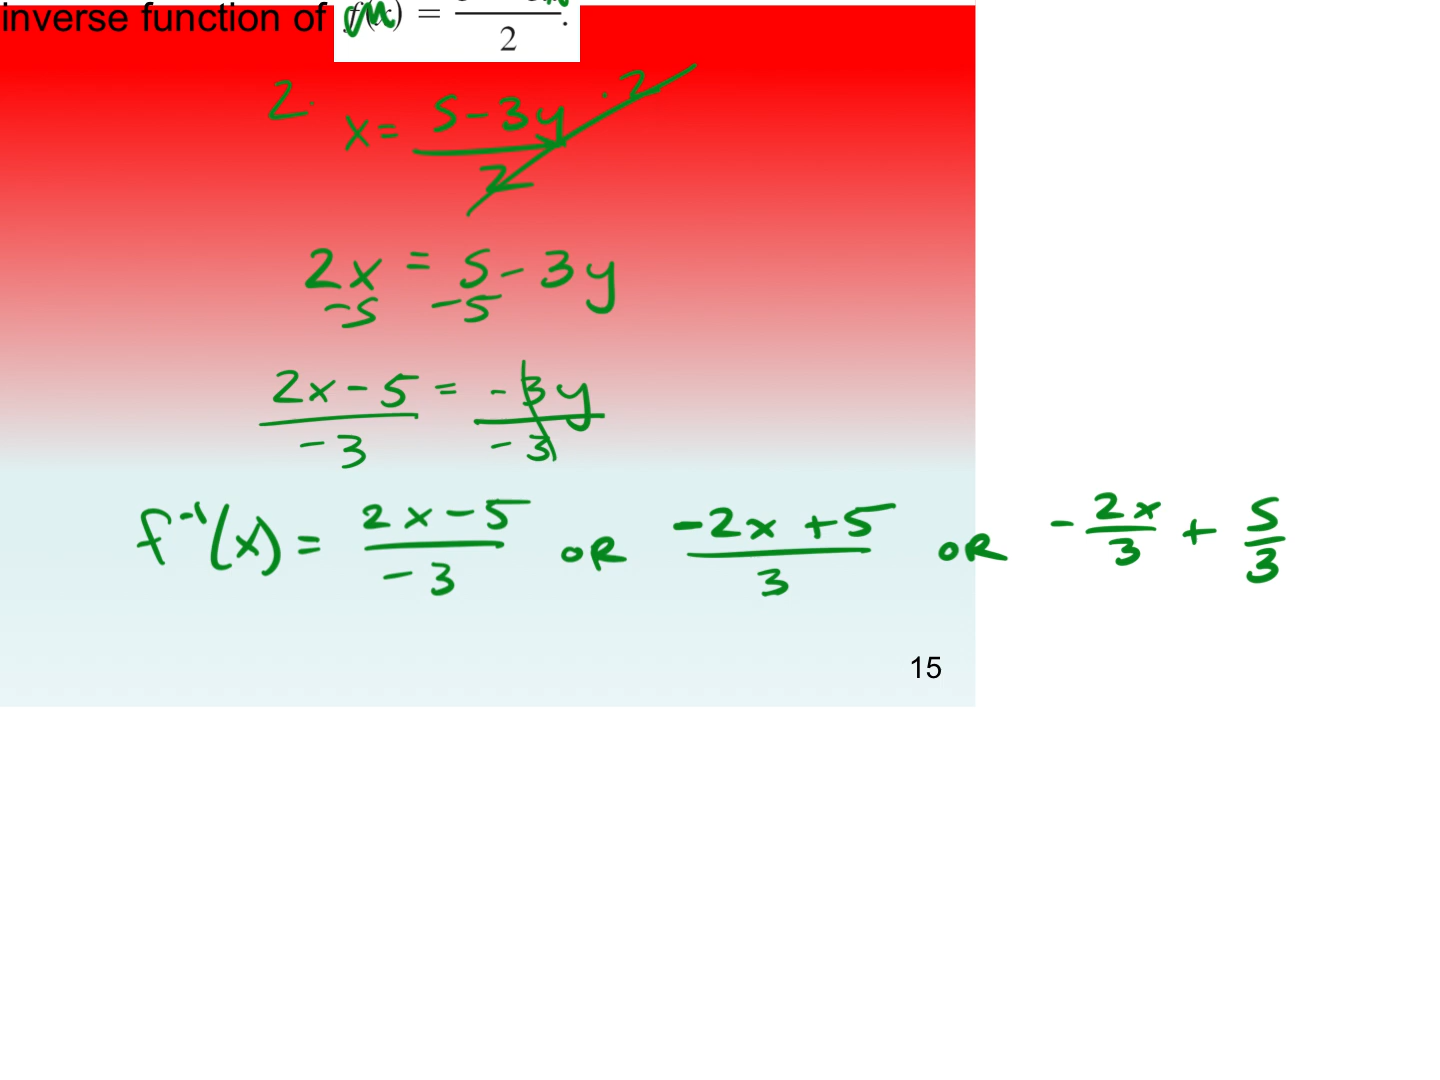 inverse function of f(x) = 2 .
2 · x = 5 - 3y / 2 · 2
2x = 5 - 3y
-5 -5
2x - 5 = -3y
-3 -3
f⁻¹(x) = 2x - 5 / -3 OR -2x + 5 / 3 OR - 2x / 3 + 5 / 3
15